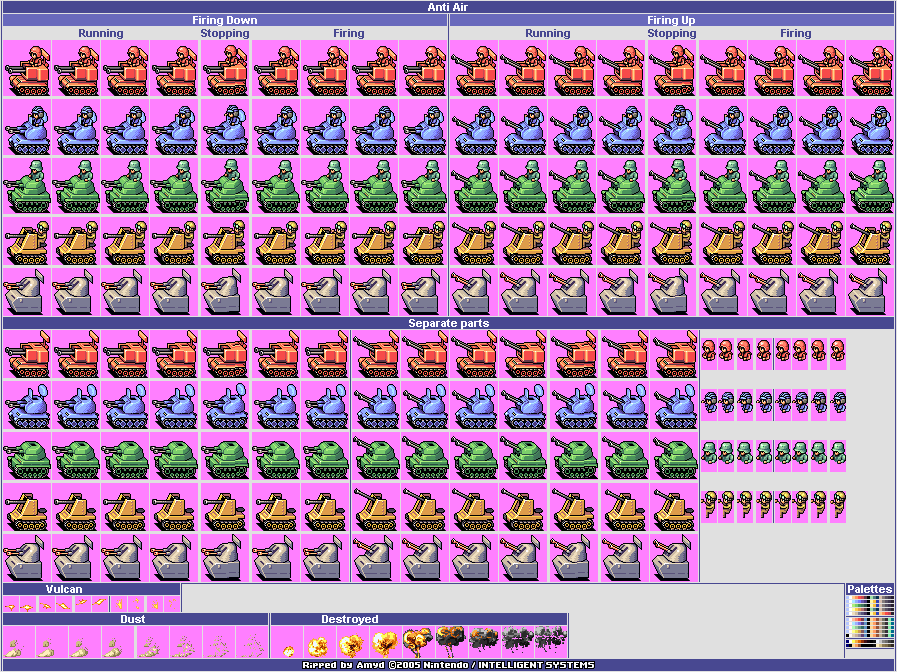 Anti Air
Firing Down Firing Up
Running Stopping Firing Running Stopping Firing
Separate parts
Vulcan Palettes
Dust Destroyed
Ripped by Amyd ©2005 Nintendo / INTELLIGENT SYSTEMS